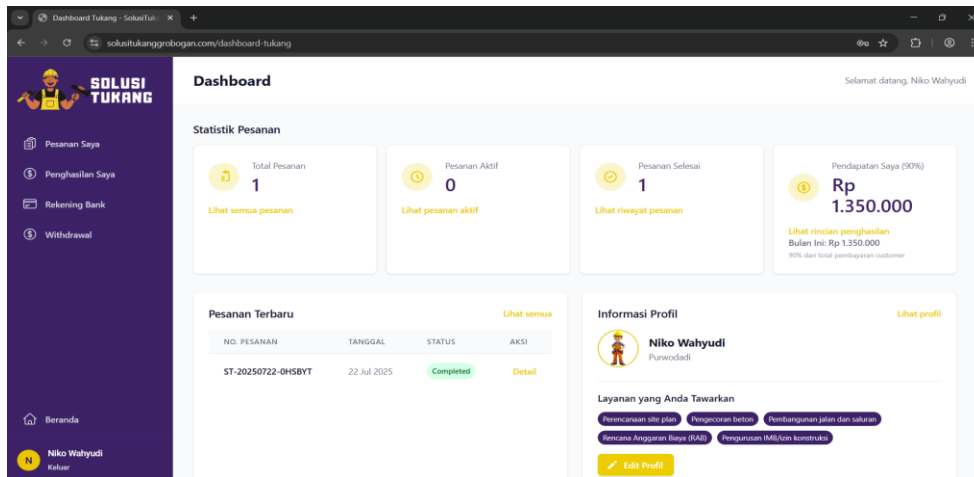 Dashboard Tukang - SolusiTuk
solusitukanggrobogan.com/dashboard-tukang
SOLUSI
TUKANG
Pesanan Saya
Penghasilan Saya
Rekening Bank
Withdrawal
Beranda
N
Niko Wahyudi
Keluar
Dashboard
Selamat datang, Niko Wahyudi
Statistik Pesanan
Total Pesanan
1
Lihat semua pesanan
Pesanan Aktif
0
Lihat pesanan aktif
Pesanan Selesai
1
Lihat riwayat pesanan
Pendapatan Saya (90%)
Rp
1.350.000
Lihat rincian penghasilan
Bulan Ini: Rp 1.350.000
90% dari total pembayaran customer
Pesanan Terbaru
Lihat semua
NO. PESANAN TANGGAL STATUS AKSI
ST-20250722-0HSBYT 22 Jul 2025 Completed Detail
Informasi Profil
Lihat profil
Niko Wahyudi
Purwodadi
Layanan yang Anda Tawarkan
Perencanaan site plan Pengecoran beton Pembangunan jalan dan saluran
Rencana Anggaran Biaya (RAB) Pengurusan IMB/izin konstruksi
Edit Profil